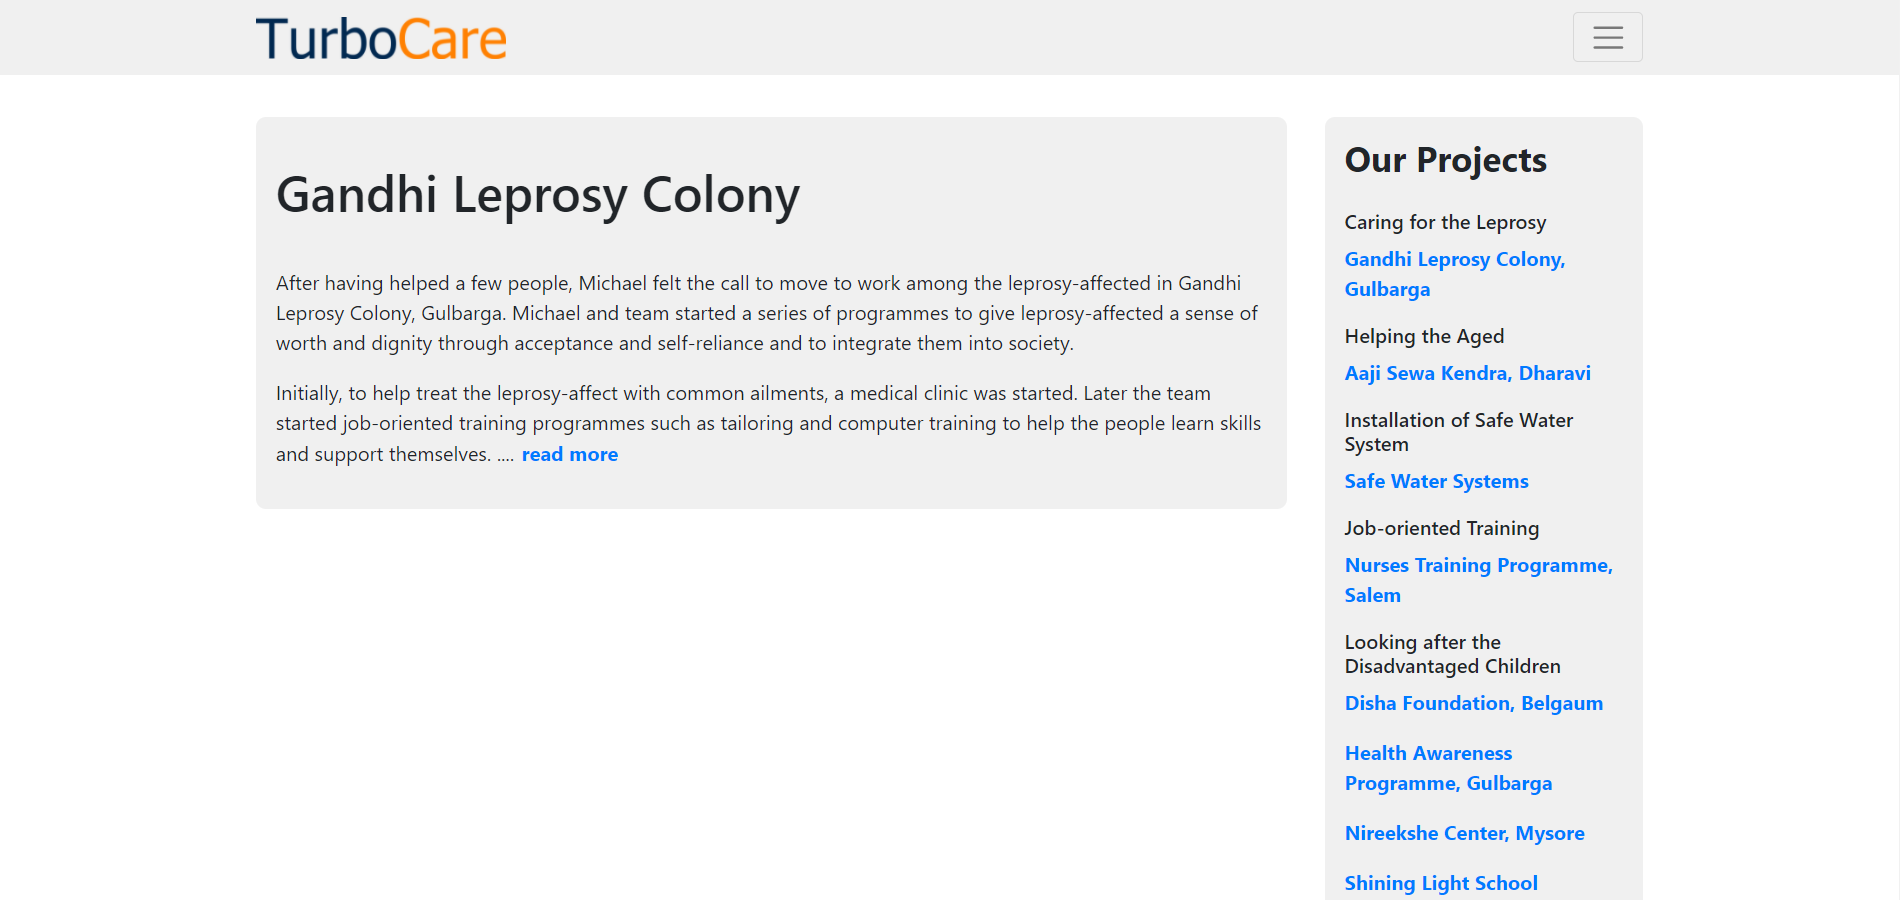 TurboCare
Gandhi Leprosy Colony
After having helped a few people, Michael felt the call to move to work among the leprosy-affected in Gandhi
Leprosy Colony, Gulbarga. Michael and team started a series of programmes to give leprosy-affected a sense of
worth and dignity through acceptance and self-reliance and to integrate them into society.
Initially, to help treat the leprosy-affect with common ailments, a medical clinic was started. Later the team
started job-oriented training programmes such as tailoring and computer training to help the people learn skills
and support themselves. .... read more
Our Projects
Caring for the Leprosy
Gandhi Leprosy Colony,
Gulbarga
Helping the Aged
Aaji Sewa Kendra, Dharavi
Installation of Safe Water
System
Safe Water Systems
Job-oriented Training
Nurses Training Programme,
Salem
Looking after the
Disadvantaged Children
Disha Foundation, Belgaum
Health Awareness
Programme, Gulbarga
Nireekshe Center, Mysore
Shining Light School